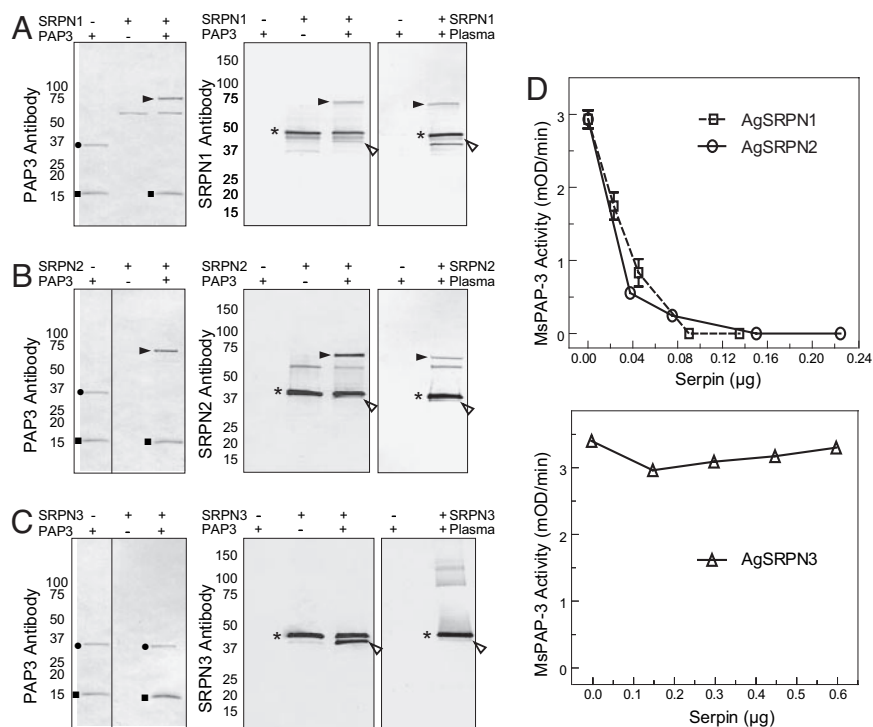 A
SRPN1 - + +
PAP3 + - +
PAP3 Antibody
100
75
50
37
25
20
15
- + + + SRPN1
PAP3 + - + + + Plasma
SRPN1 Antibody
150
100
75
50
37
25
20
15
*
*
B
SRPN2 - + +
PAP3 + - +
PAP3 Antibody
100
75
50
37
25
20
15
SRPN2 - + + - + SRPN2
PAP3 + - + + + Plasma
SRPN2 Antibody
150
100
75
50
37
25
20
15
*
*
C
SRPN3 - + +
PAP3 + - +
PAP3 Antibody
100
75
50
37
25
20
15
SRPN3 - + + - + SRPN3
PAP3 + - + + + Plasma
SRPN3 Antibody
150
100
75
50
37
25
20
15
*
*
D
MsPAP-3 Activity (mOD/min)
3
2
1
0
AgSRPN1
AgSRPN2
0.00 0.04 0.08 0.12 0.16 0.20 0.24
Serpin (µg)
MsPAP-3 Activity (mOD/min)
3
2
1
0
AgSRPN3
0.0 0.1 0.2 0.3 0.4 0.5 0.6
Serpin (µg)